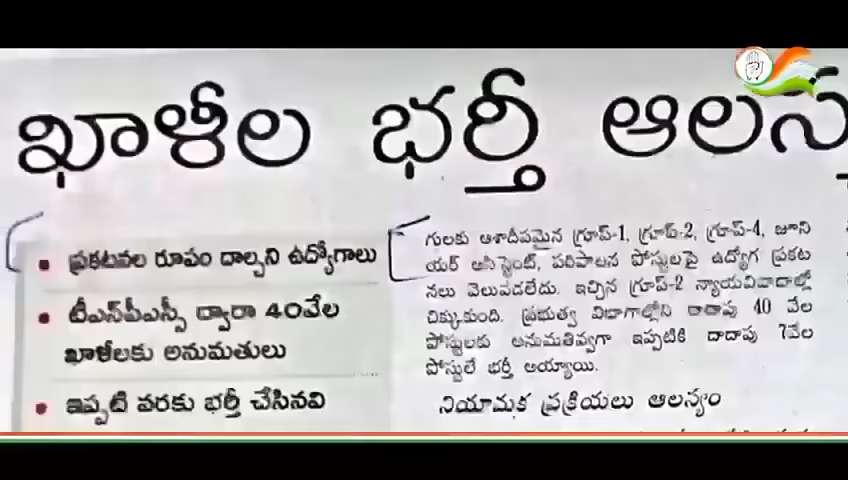 ఖాళీల భర్తీ ఆలస్య
ప్రకటనల రూపం దాల్చని ఉద్యోగాలు
టీఎస్‌పీఎస్సీ ద్వారా 40వేల
ఖాళీలకు అనుమతులు
ఇప్పటి వరకు భర్తీ చేసినవి
గులకు ఆశాదీపమైన గ్రూప్-1, గ్రూప్-2, గ్రూప్-4, జూని
యర్ అసిస్టెంట్, పరిపాలన పోస్టులపై ఉద్యోగ ప్రకట
నలు వెలువడలేదు. ఇచ్చిన గ్రూప్-2 న్యాయవివాదాల్లో
చిక్కుకుంది. ప్రభుత్వ విభాగాల్లోని దాదాపు 40 వేల
పోస్టులకు అనుమతివ్వగా ఇప్పటికి దాదాపు 7వేల
పోస్టులే భర్తీ అయ్యాయి.
నియామక ప్రక్రియలు ఆలస్యం